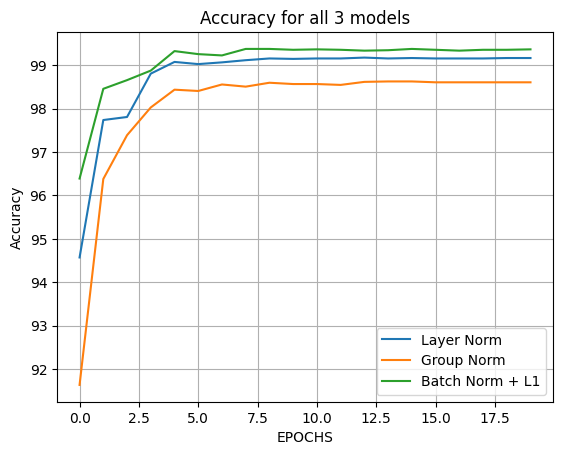 Accuracy for all 3 models
Accuracy
99
98
97
96
95
94
93
92
0.0 2.5 5.0 7.5 10.0 12.5 15.0 17.5
EPOCHS
Layer Norm
Group Norm
Batch Norm + L1